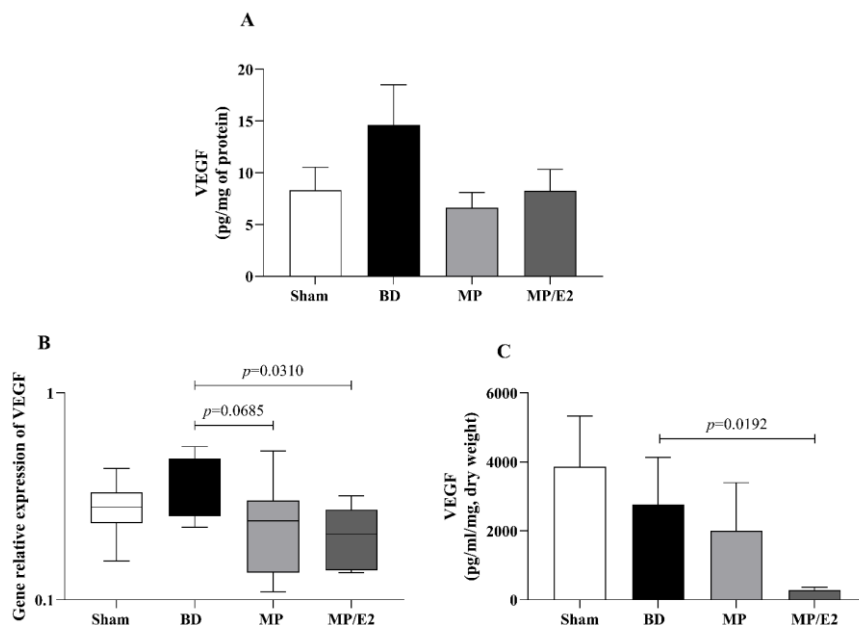 A
20
15
10
5
0
VEGF
(pg/mg of protein)
Sham BD MP MP/E2
B
1
0.1
Gene relative expression of VEGF
p=0.0310
p=0.0685
Sham BD MP MP/E2
C
6000
4000
2000
0
VEGF
(pg/ml/mg, dry weight)
p=0.0192
Sham BD MP MP/E2